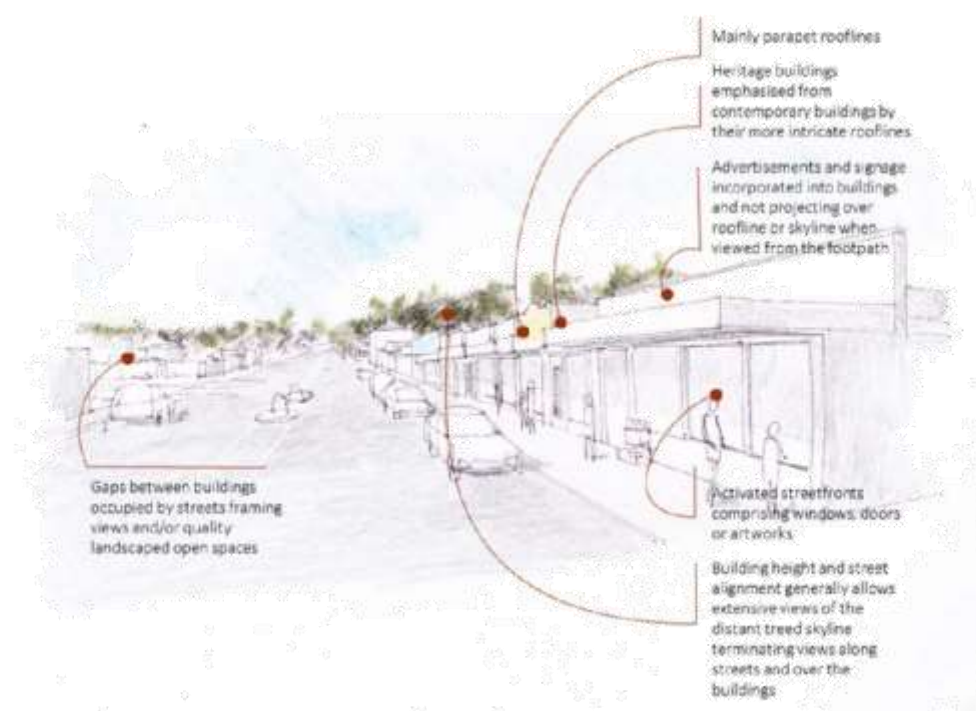 Mainly parapet rooflines
Heritage buildings
emphasised from
contemporary buildings by
their more intricate rooflines
Advertisements and signage
incorporated into buildings
and not projecting over
roofline or skyline when
viewed from the footpath
Gaps between buildings
occupied by streets framing
views and/or quality
landscaped open spaces
Activated streetfronts
comprising windows, doors
or artworks
Building height and street
alignment generally allows
extensive views of the
distant treed skyline
terminating views along
streets and over the
buildings